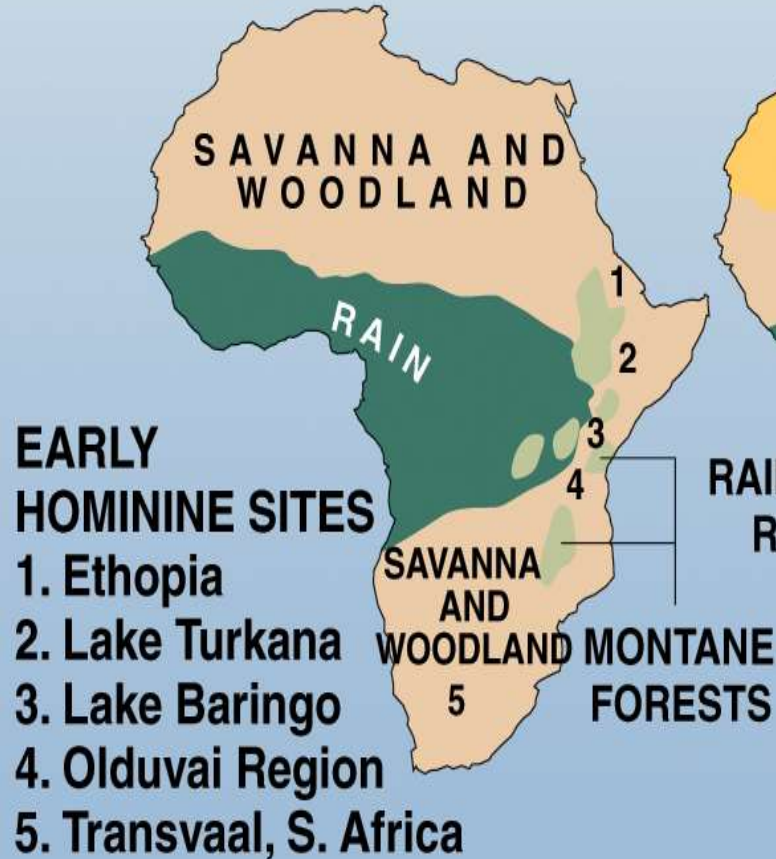 SAVANNA AND
WOODLAND
RAIN
1
2
3
4
5
SAVANNA
AND
WOODLAND
MONTANE
FORESTS
EARLY
HOMININE SITES
1. Ethopia
2. Lake Turkana
3. Lake Baringo
4. Olduvai Region
5. Transvaal, S. Africa